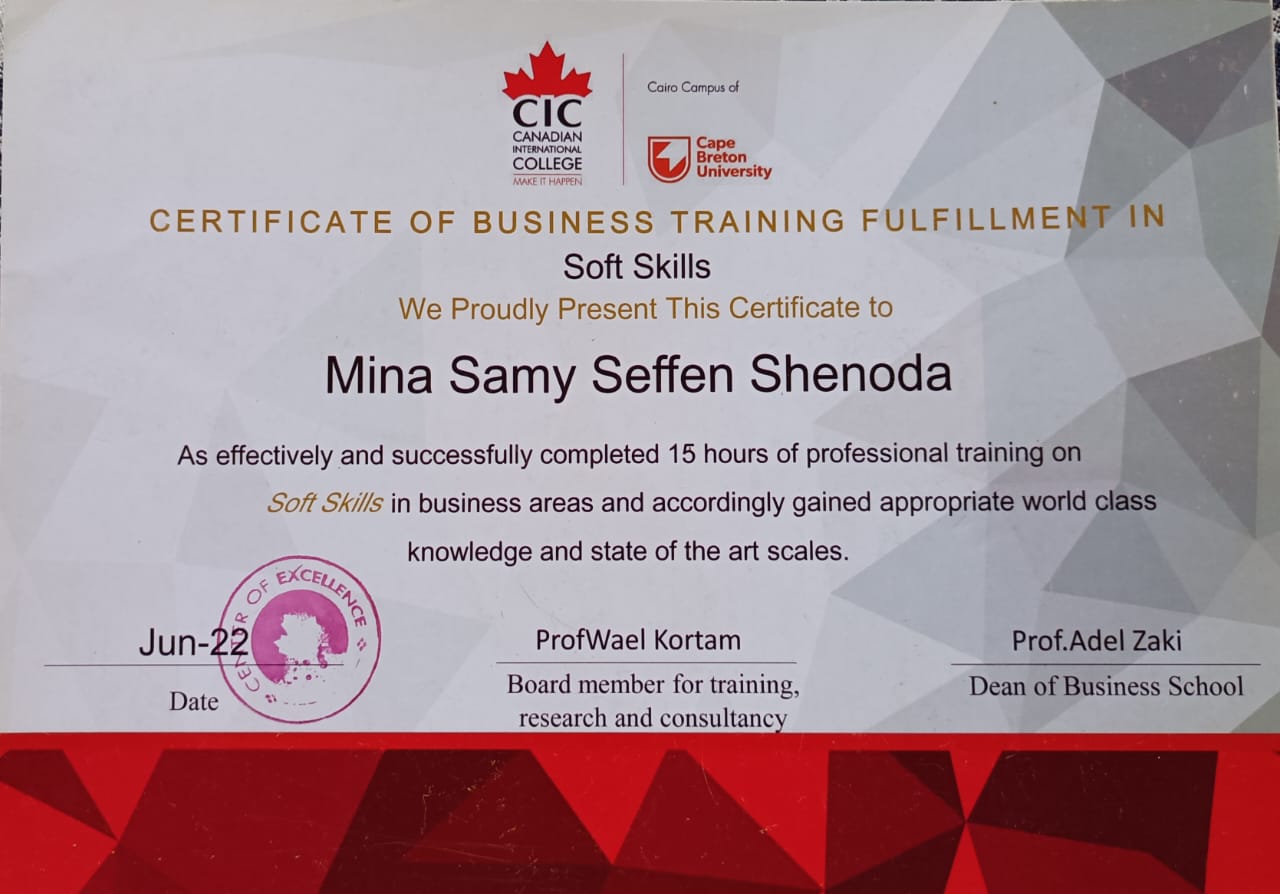 CIC
CANADIAN
INTERNATIONAL
COLLEGE
MAKE IT HAPPEN
Cairo Campus of
Cape
Breton
University
CERTIFICATE OF BUSINESS TRAINING FULFILLMENT IN
Soft Skills
We Proudly Present This Certificate to
Mina Samy Seffen Shenoda
As effectively and successfully completed 15 hours of professional training on
Soft Skills in business areas and accordingly gained appropriate world class
knowledge and state of the art scales.
CENTER OF EXCELLENCE
Jun-22
Date
ProfWael Kortam
Board member for training,
research and consultancy
Prof.Adel Zaki
Dean of Business School